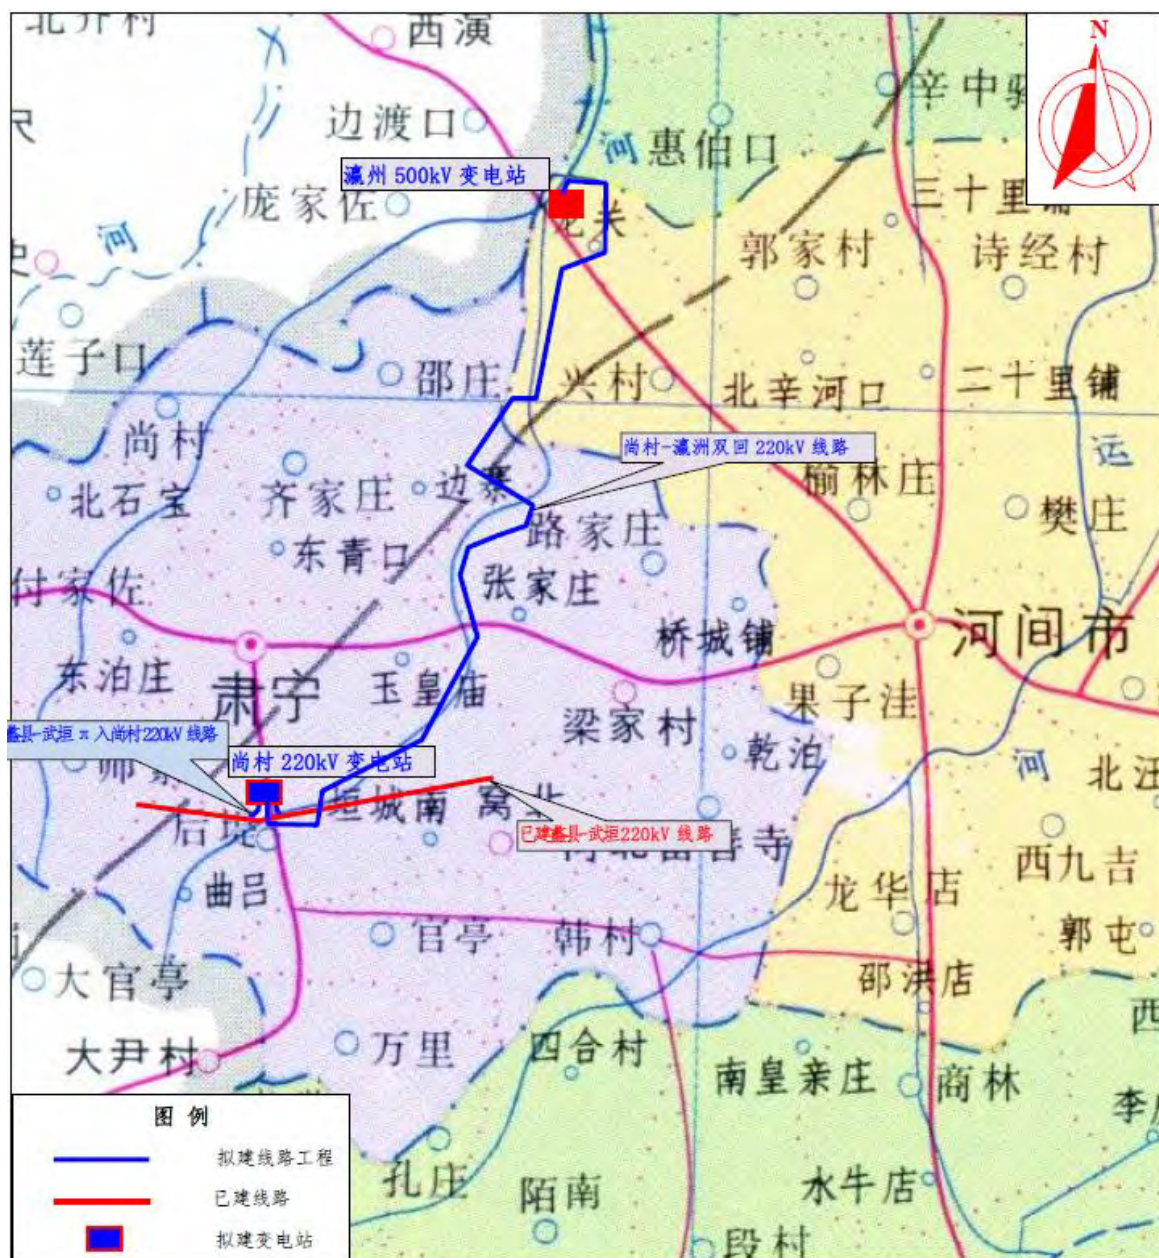 西演
N
辛中驿
边渡口
河
惠伯口
瀛州 500kV 变电站
庞家佐
三十里铺
河
龙关
郭家村
诗经村
莲子口
邵庄
兴村
北辛河口
二十里铺
尚村
尚村-瀛洲双回 220kV 线路
运
北石宝
齐家庄
边寨
榆林庄
樊庄
东青口
路家庄
付家佐
张家庄
河间市
桥城铺
东泊庄
肃宁
玉皇庙
果子洼
梁家村
乾泊
蠡县-武垣 π 入尚村220kV 线路
尚村 220kV 变电站
河
北汪
师素
垣城南
窝北
后堤
已建蠡县-武垣220kV 线路
西九吉
曲吕
龙华店
官亭
韩村
郭屯
大官亭
邵洪店
西
大尹村
万里
四合村
南皇亲庄
商林
图 例
李
拟建线路工程
孔庄
陌南
水牛店
已建线路
拟建变电站
段村